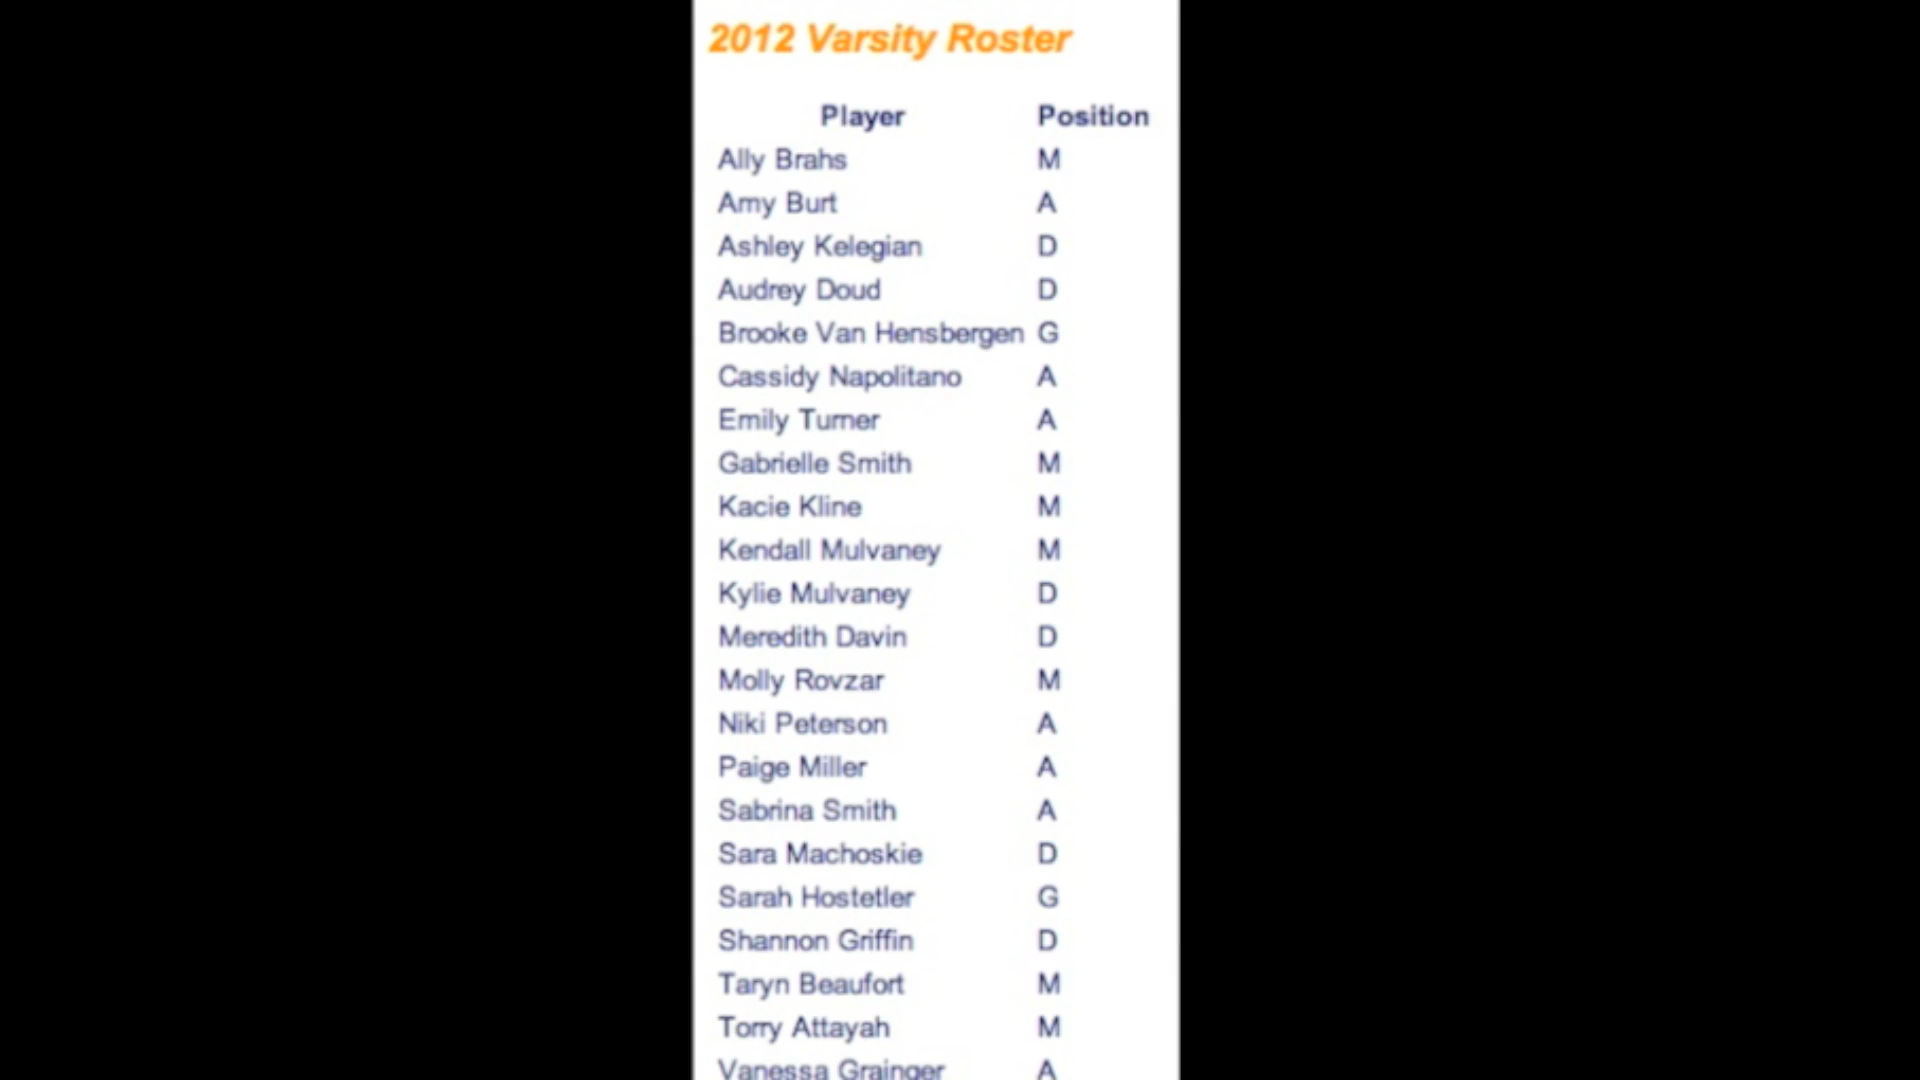 2012 Varsity Roster
Player Position
Ally Brahs M
Amy Burt A
Ashley Kelegian D
Audrey Doud D
Brooke Van Hensbergen G
Cassidy Napolitano A
Emily Turner A
Gabrielle Smith M
Kacie Kline M
Kendall Mulvaney M
Kylie Mulvaney D
Meredith Davin D
Molly Rovzar M
Niki Peterson A
Paige Miller A
Sabrina Smith A
Sara Machoskie D
Sarah Hostetler G
Shannon Griffin D
Taryn Beaufort M
Torry Attayah M
Vanessa Grainger A